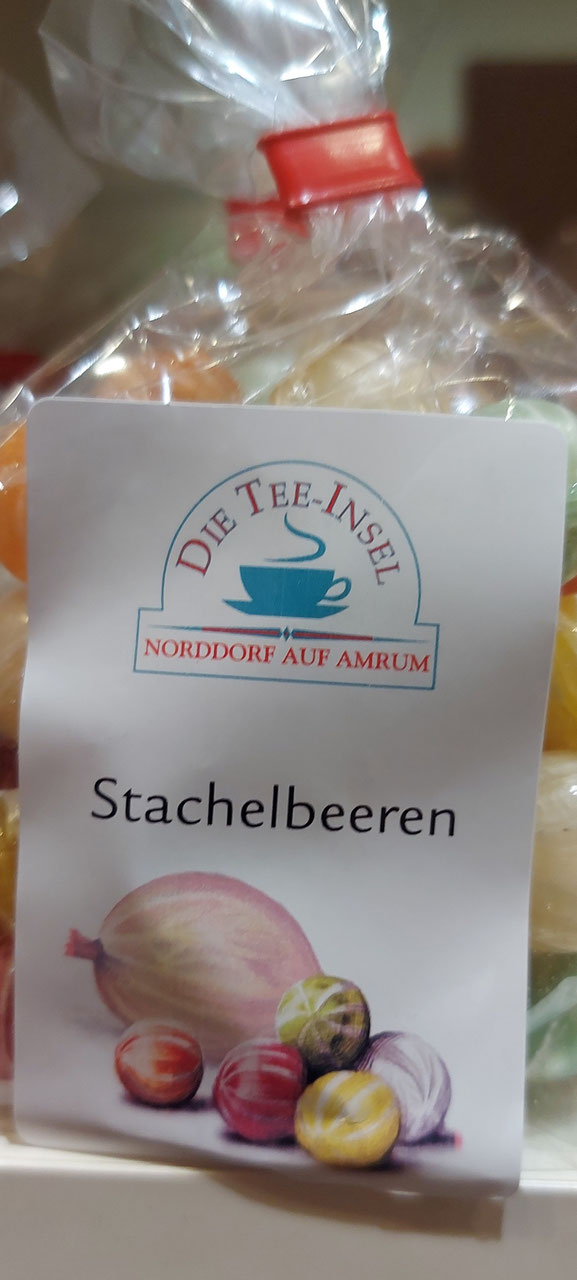 DIE TEE-INSEL
NORDDORF AUF AMRUM
Stachelbeeren